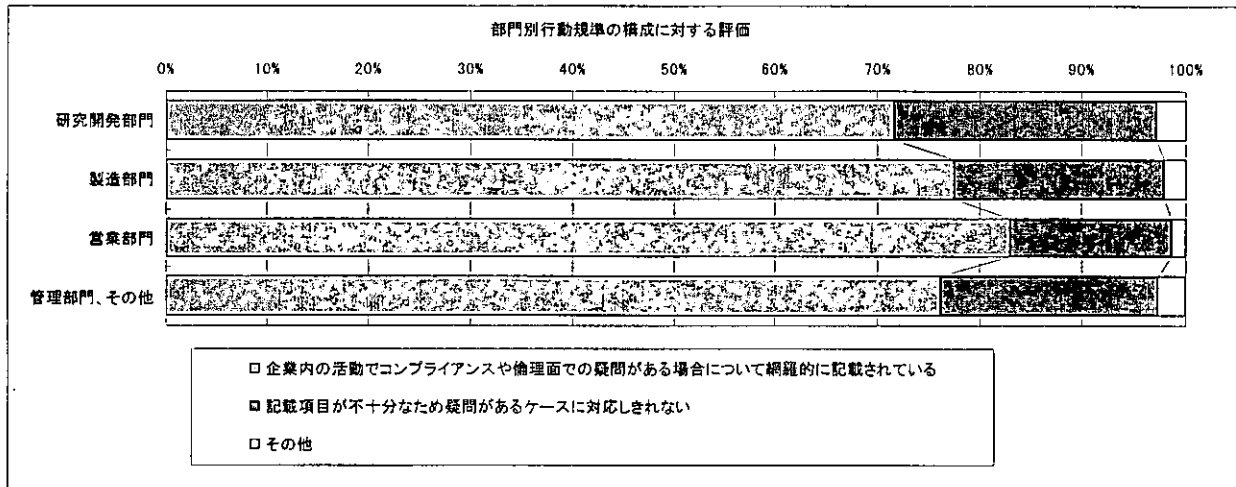 部門別行動規準の構成に対する評価
0% 10% 20% 30% 40% 50% 60% 70% 80% 90% 100%
研究開発部門
製造部門
営業部門
管理部門、その他
□ 企業内の活動でコンプライアンスや倫理面での疑問がある場合について網羅的に記載されている
■ 記載項目が不十分なため疑問があるケースに対応しきれない
□ その他